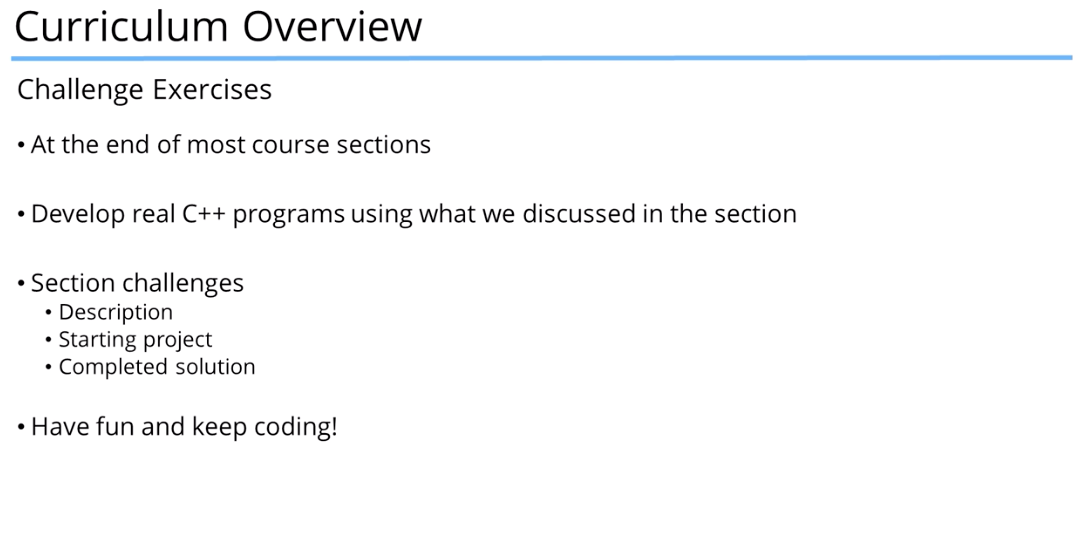 Curriculum Overview
Challenge Exercises
• At the end of most course sections
• Develop real C++ programs using what we discussed in the section
• Section challenges
• Description
• Starting project
• Completed solution
• Have fun and keep coding!